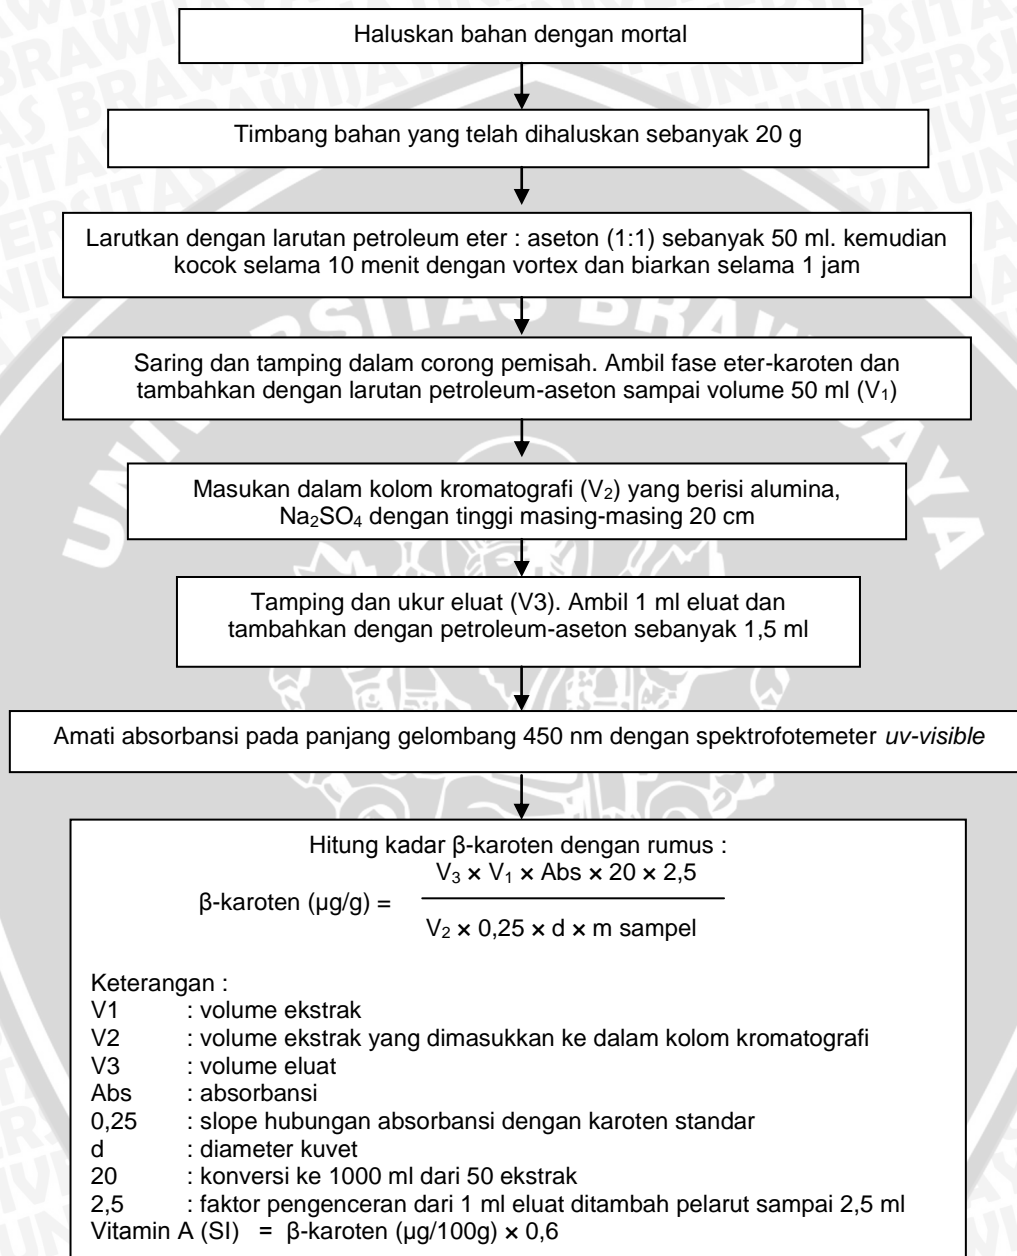 Haluskan bahan dengan mortal
Timbang bahan yang telah dihaluskan sebanyak 20 g
Larutkan dengan larutan petroleum eter : aseton (1:1) sebanyak 50 ml. kemudian
kocok selama 10 menit dengan vortex dan biarkan selama 1 jam
Saring dan tamping dalam corong pemisah. Ambil fase eter-karoten dan
tambahkan dengan larutan petroleum-aseton sampai volume 50 ml (V₁)
Masukan dalam kolom kromatografi (V₂) yang berisi alumina,
Na₂SO₄ dengan tinggi masing-masing 20 cm
Tamping dan ukur eluat (V3). Ambil 1 ml eluat dan
tambahkan dengan petroleum-aseton sebanyak 1,5 ml
Amati absorbansi pada panjang gelombang 450 nm dengan spektrofotemeter uv-visible
Hitung kadar β-karoten dengan rumus :
V₃ × V₁ × Abs × 20 × 2,5
β-karoten (µg/g) =
V₂ × 0,25 × d × m sampel
Keterangan :
V1 : volume ekstrak
V2 : volume ekstrak yang dimasukkan ke dalam kolom kromatografi
V3 : volume eluat
Abs : absorbansi
0,25 : slope hubungan absorbansi dengan karoten standar
d : diameter kuvet
20 : konversi ke 1000 ml dari 50 ekstrak
2,5 : faktor pengenceran dari 1 ml eluat ditambah pelarut sampai 2,5 ml
Vitamin A (SI) = β-karoten (µg/100g) × 0,6